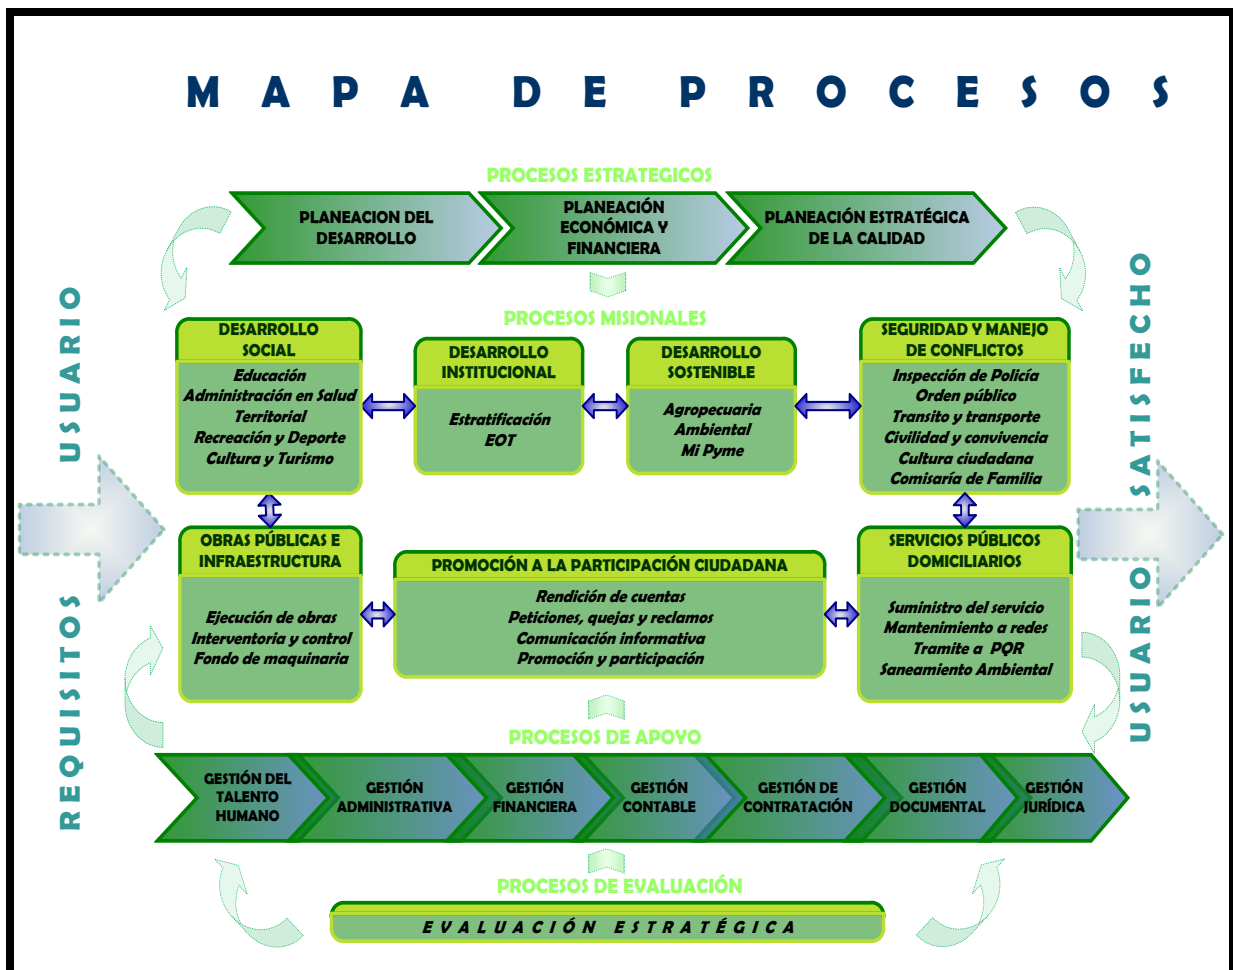 MAPA DE PROCESOS
PROCESOS ESTRATEGICOS
PLANEACION DEL
DESARROLLO
PLANEACIÓN
ECONÓMICA Y
FINANCIERA
PLANEACIÓN ESTRATÉGICA
DE LA CALIDAD
PROCESOS MISIONALES
DESARROLLO
SOCIAL
Educación
Administración en Salud
Territorial
Recreación y Deporte
Cultura y Turismo
DESARROLLO
INSTITUCIONAL
Estratificación
EOT
DESARROLLO
SOSTENIBLE
Agropecuaria
Ambiental
Mi Pyme
SEGURIDAD Y MANEJO
DE CONFLICTOS
Inspección de Policía
Orden público
Transito y transporte
Civilidad y convivencia
Cultura ciudadana
Comisaría de Familia
OBRAS PÚBLICAS E
INFRAESTRUCTURA
Ejecución de obras
Interventoria y control
Fondo de maquinaria
PROMOCIÓN A LA PARTICIPACIÓN CIUDADANA
Rendición de cuentas
Peticiones, quejas y reclamos
Comunicación informativa
Promoción y participación
SERVICIOS PÚBLICOS
DOMICILIARIOS
Suministro del servicio
Mantenimiento a redes
Tramite a PQR
Saneamiento Ambiental
PROCESOS DE APOYO
GESTIÓN DEL
TALENTO
HUMANO
GESTIÓN
ADMINISTRATIVA
GESTIÓN
FINANCIERA
GESTIÓN
CONTABLE
GESTIÓN DE
CONTRATACIÓN
GESTIÓN
DOCUMENTAL
GESTIÓN
JURÍDICA
PROCESOS DE EVALUACIÓN
EVALUACIÓN ESTRATÉGICA
REQUISITOS USUARIO
USUARIO SATISFECHO